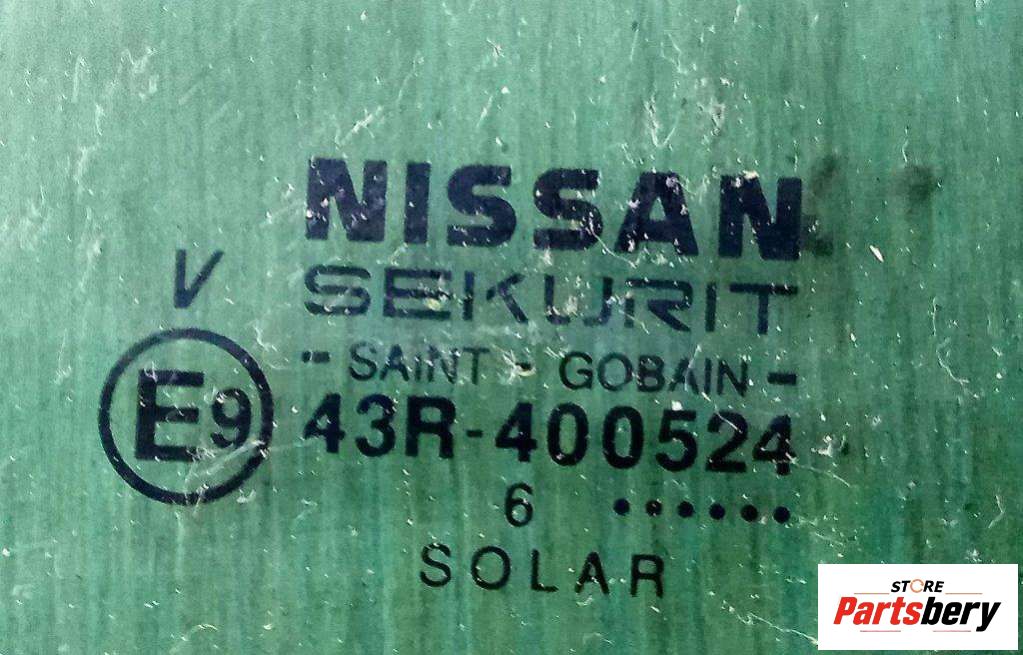 NISSAN
V
SEKURIT
- SAINT - GOBAIN -
E9 43R-400524
6 ......
SOLAR
STORE
Partsbery